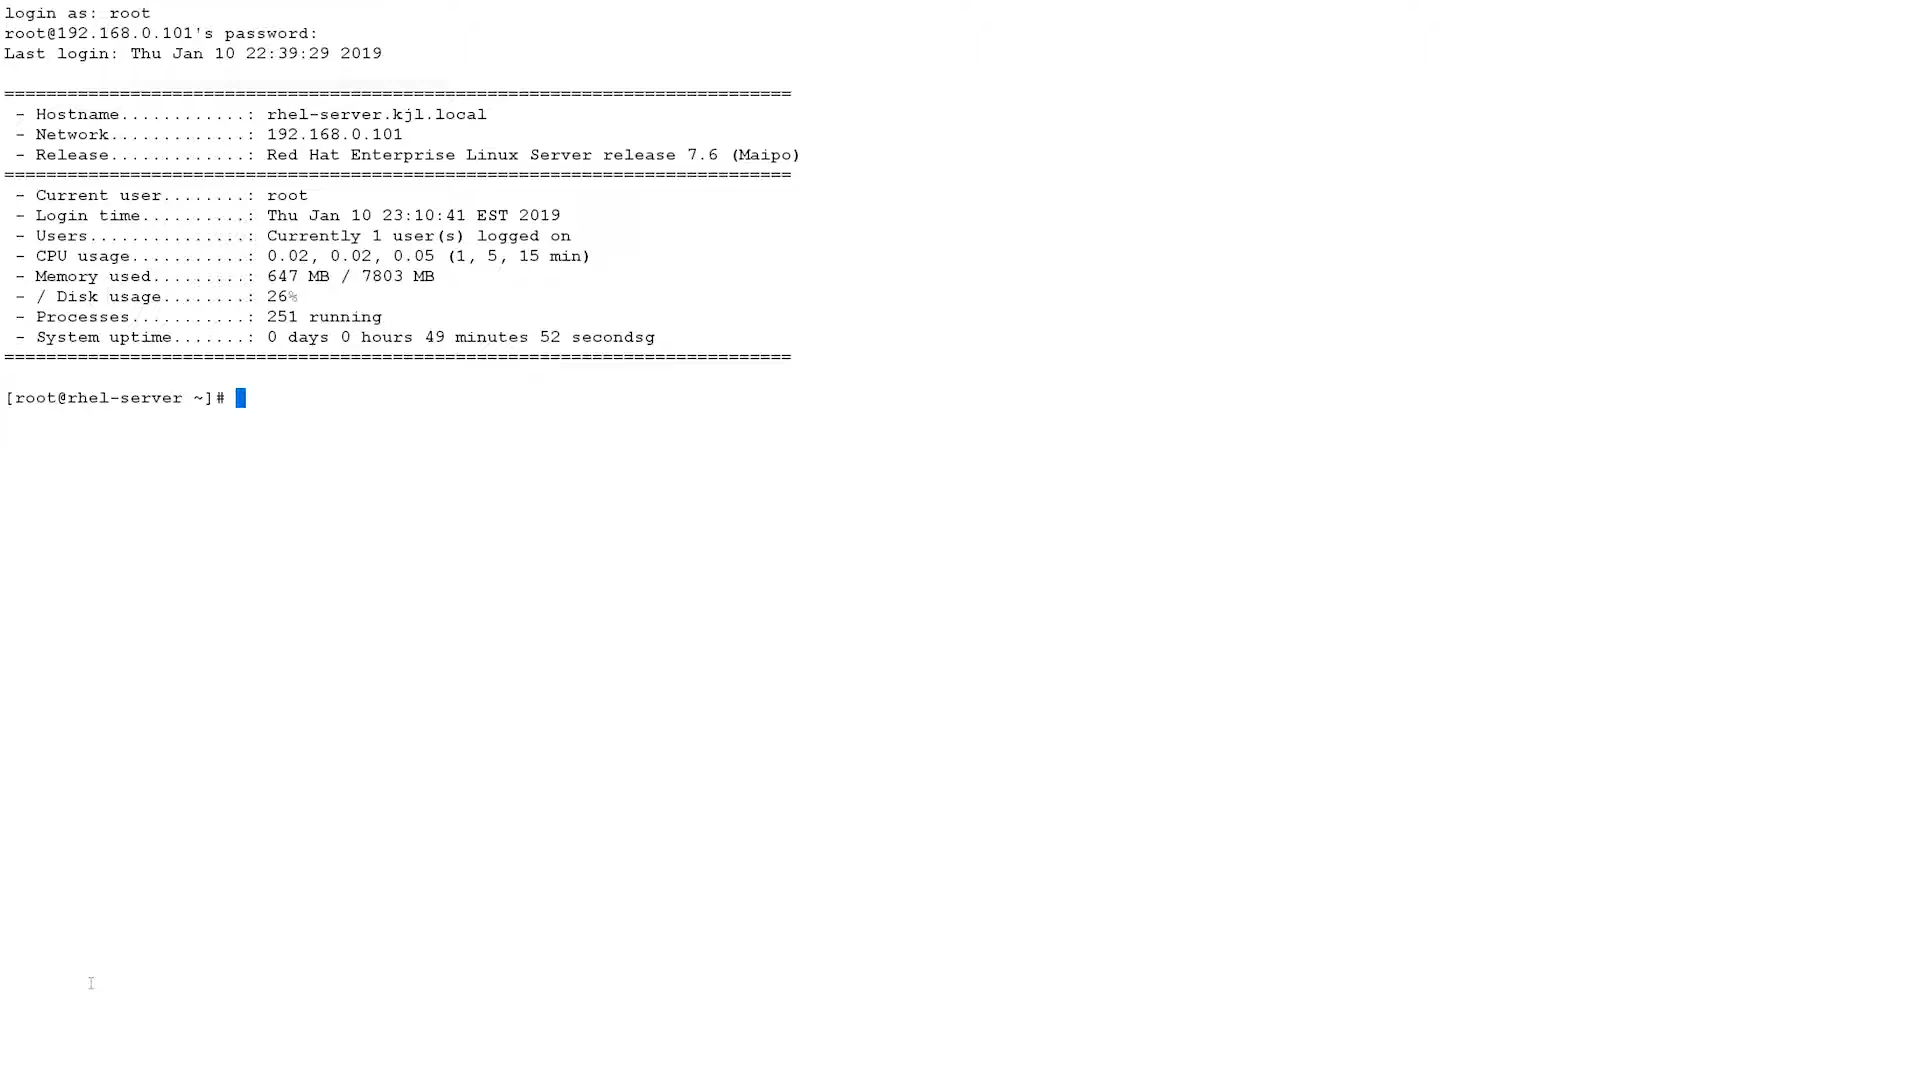 login as: root
root@192.168.0.101's password:
Last login: Thu Jan 10 22:39:29 2019
===========================================================================
- Hostname............: rhel-server.kjl.local
- Network.............: 192.168.0.101
- Release.............: Red Hat Enterprise Linux Server release 7.6 (Maipo)
===========================================================================
- Current user........: root
- Login time..........: Thu Jan 10 23:10:41 EST 2019
- Users...............: Currently 1 user(s) logged on
- CPU usage...........: 0.02, 0.02, 0.05 (1, 5, 15 min)
- Memory used.........: 647 MB / 7803 MB
- / Disk usage........: 26%
- Processes...........: 251 running
- System uptime.......: 0 days 0 hours 49 minutes 52 secondsg
===========================================================================
[root@rhel-server ~]#